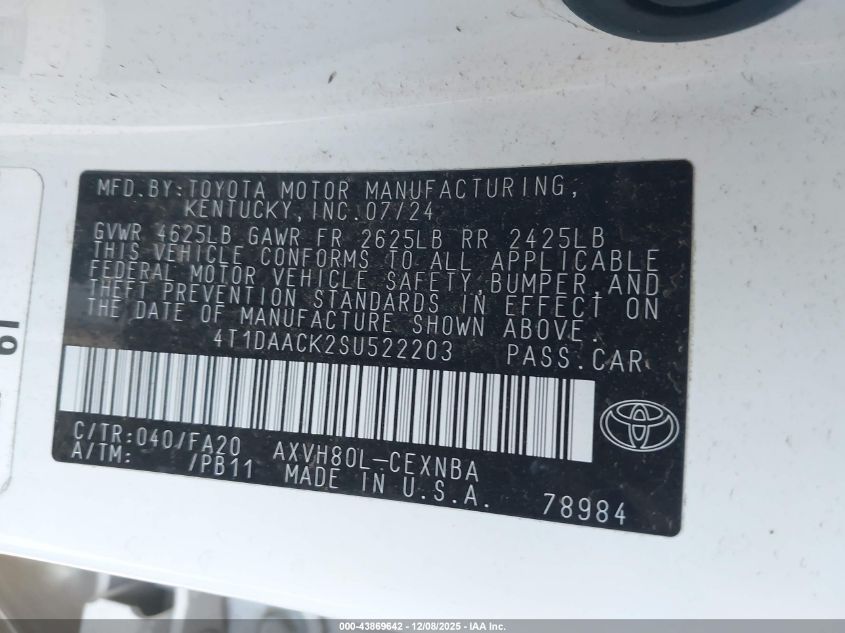 MFD.BY:TOYOTA MOTOR MANUFACTURING,
KENTUCKY,INC.07/24
GVWR 4625LB GAWR FR 2625LB RR 2425LB
THIS VEHICLE CONFORMS TO ALL APPLICABLE
FEDERAL MOTOR VEHICLE SAFETY,BUMPER,AND
THEFT PREVENTION STANDARDS IN EFFECT ON
THE DATE OF MANUFACTURE SHOWN ABOVE.
4T1DAACK2SU522203 PASS.CAR
C/TR:040/FA20 AXVH80L-CEXNBA
A/TM: /PB11 MADE IN U.S.A.
78984
19
000-43869642 - 12/08/2025 - IAA Inc.